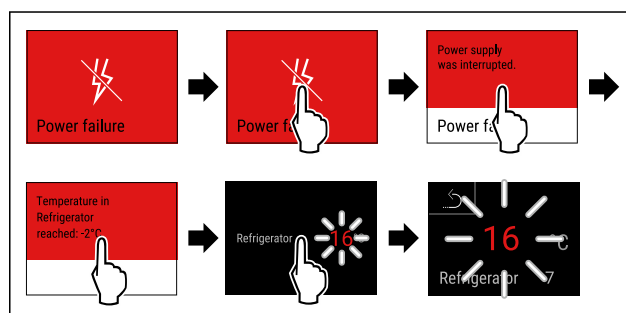 Power failure
Power fa
Power supply
was interrupted.
Power fa
Temperature in
Refrigerator
reached: -2°C
Refrigerator 16
16 °C
Refrigerator 7